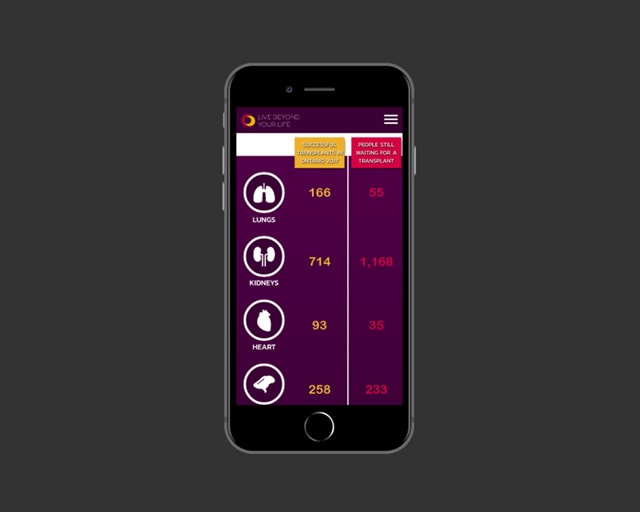 LIVE BEYOND
YOUR LIFE
SUCCESSFUL
TRANSPLANTS IN
ONTARIO 2017
PEOPLE STILL
WAITING FOR A
TRANSPLANT
166
55
LUNGS
714
1,168
KIDNEYS
93
35
HEART
258
233